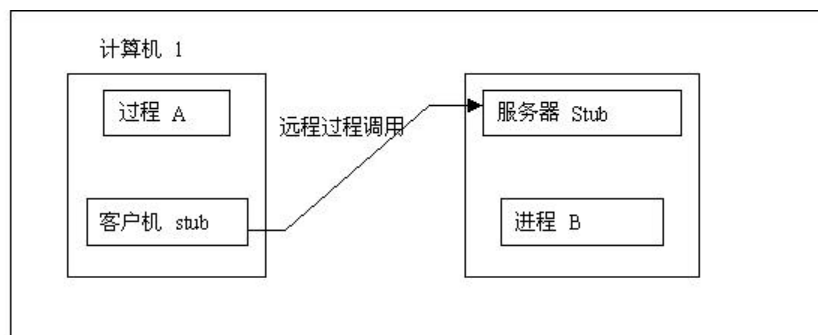 计算机 1
过程 A
服务器 Stub
远程过程调用
客户机 stub
进程 B